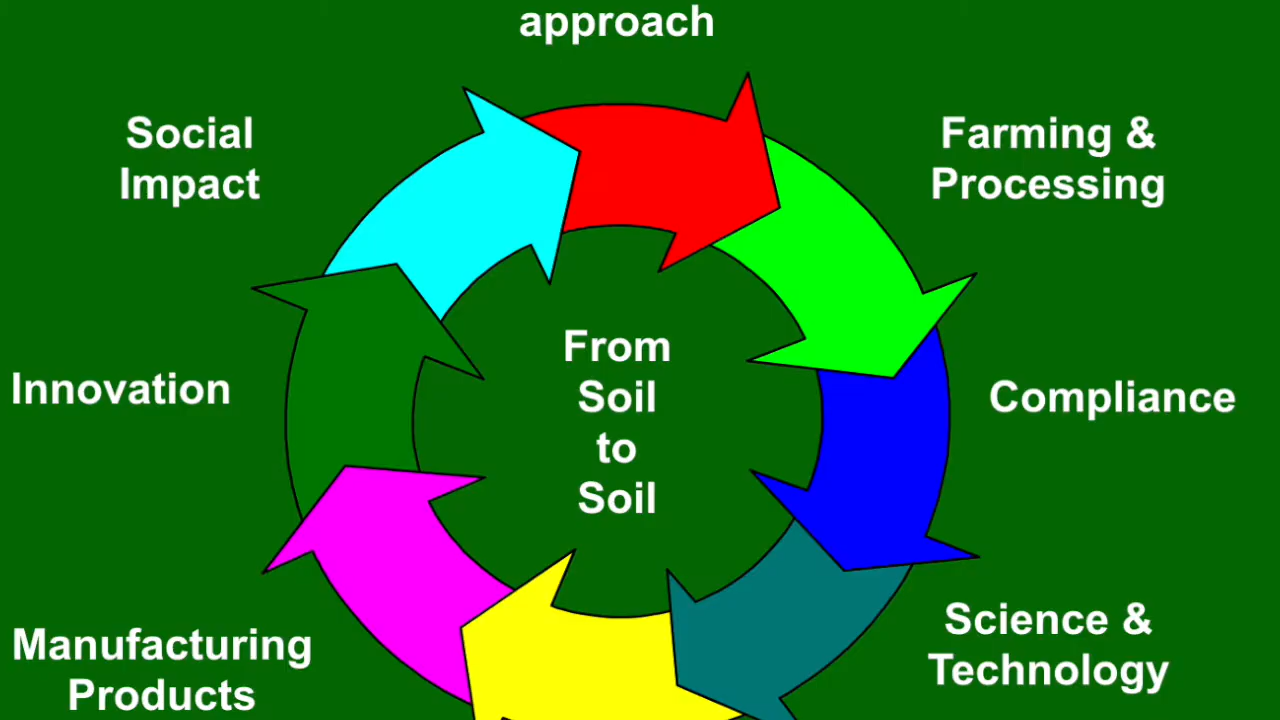 approach
Social
Impact
Farming &
Processing
Innovation
From
Soil
to
Soil
Compliance
Manufacturing
Products
Science &
Technology